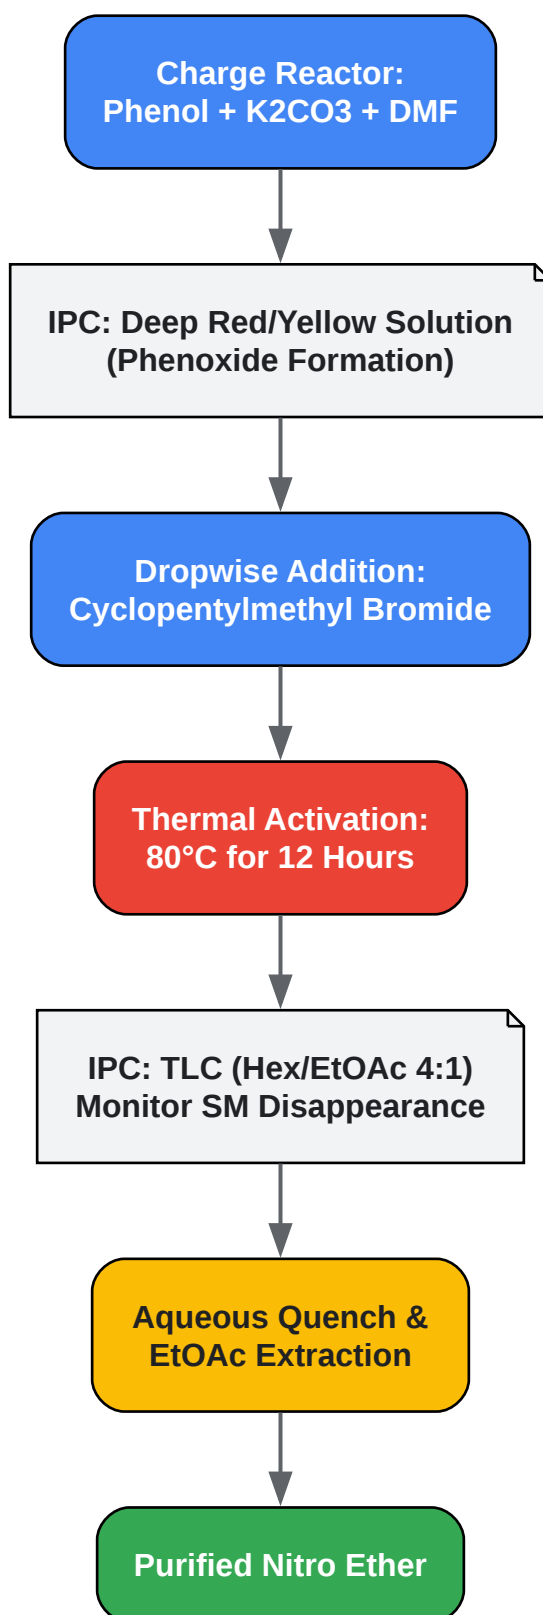 Charge Reactor:
Phenol + K2CO3 + DMF
IPC: Deep Red/Yellow Solution
(Phenoxide Formation)
Dropwise Addition:
Cyclopentylmethyl Bromide
Thermal Activation:
80°C for 12 Hours
IPC: TLC (Hex/EtOAc 4:1)
Monitor SM Disappearance
Aqueous Quench &
EtOAc Extraction
Purified Nitro Ether